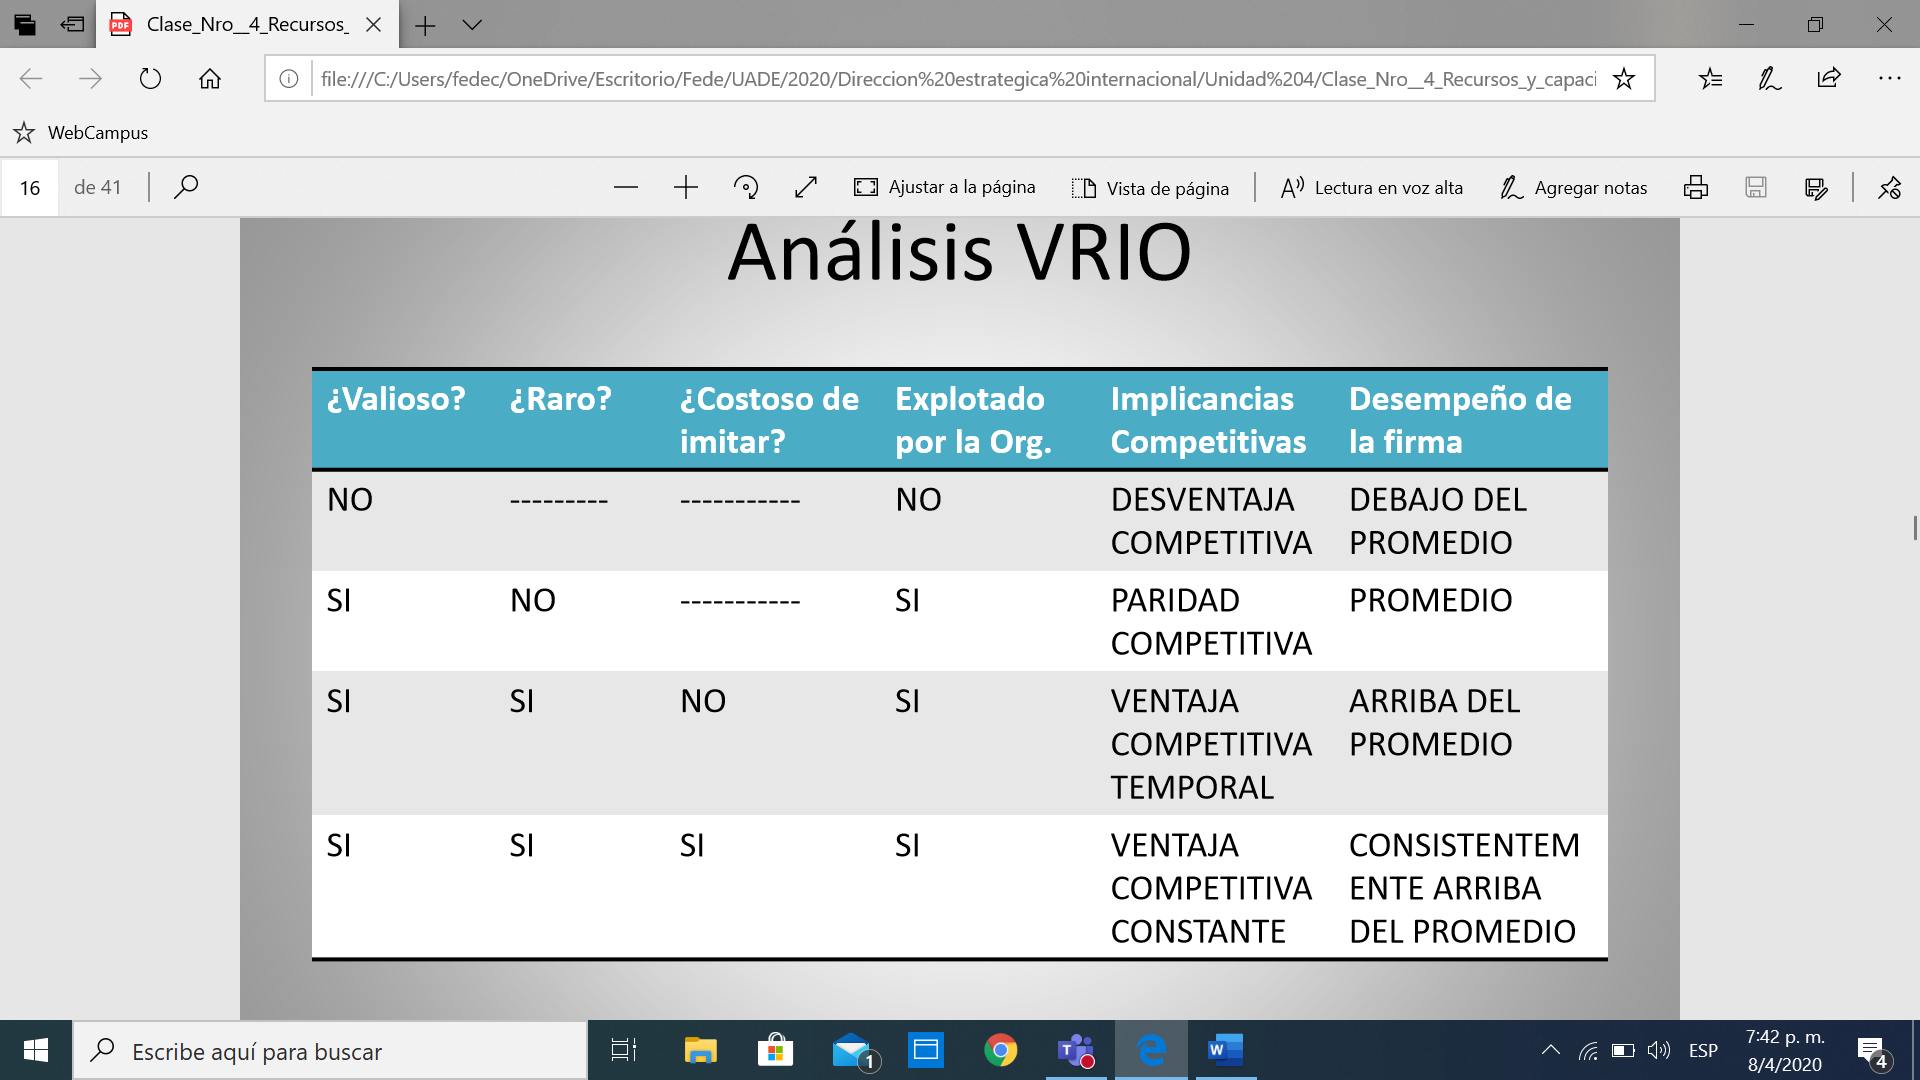 Clase_Nro__4_Recursos_
file:///C:/Users/fedec/OneDrive/Escritorio/Fede/UADE/2020/Direccion%20estrategica%20internacional/Unidad%204/Clase_Nro__4_Recursos_y_capaci
WebCampus
16 de 41
Ajustar a la página
Vista de página
Lectura en voz alta
Agregar notas
Análisis VRIO
¿Valioso? ¿Raro? ¿Costoso de imitar? Explotado por la Org. Implicancias Competitivas Desempeño de la firma
NO --------- ----------- NO DESVENTAJA COMPETITIVA DEBAJO DEL PROMEDIO
SI NO ----------- SI PARIDAD COMPETITIVA PROMEDIO
SI SI NO SI VENTAJA COMPETITIVA TEMPORAL ARRIBA DEL PROMEDIO
SI SI SI SI VENTAJA COMPETITIVA CONSTANTE CONSISTENTEMENTE ARRIBA DEL PROMEDIO
Escribe aquí para buscar
1
ESP
7:42 p. m.
8/4/2020
4